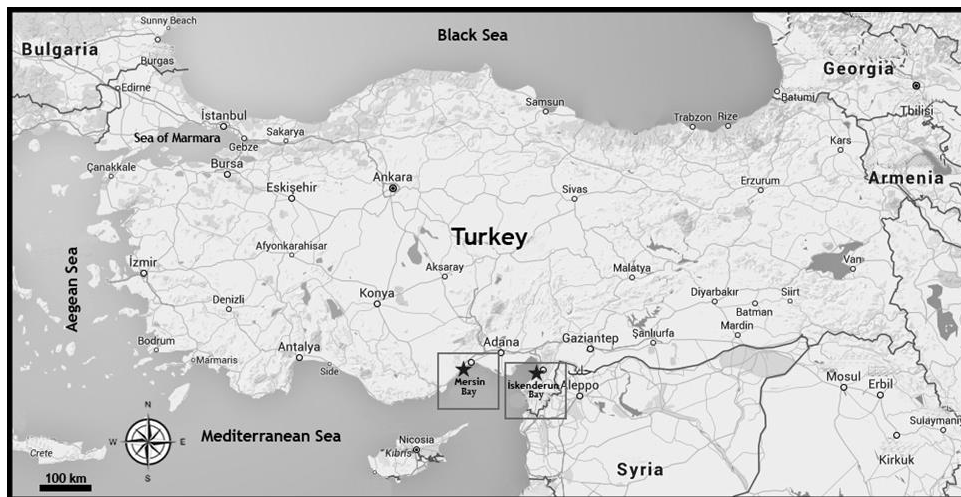 Sunny Beach
Black Sea
Bulgaria
Burgas
Georgia
Edirne
Batumi
Tbilisi
Samsun
Trabzon
Rize
İstanbul
Sea of Marmara
Sakarya
Gebze
Kars
Çanakkale
Bursa
Armenia
Ankara
Eskişehir
Sivas
Erzurum
Turkey
Aegean Sea
Afyonkarahisar
İzmir
Aksaray
Malatya
Van
Denizli
Konya
Diyarbakır
Siirt
Batman
Mardin
Bodrum
Antalya
Adana
Gaziantep
Şanlıurfa
Marmaris
Side
Mersin
Bay
İskenderun
Bay
Aleppo
Mosul
Erbil
Sulaymaniy
Kirkuk
N
W
E
S
Mediterranean Sea
Nicosia
Kıbrıs
Crete
100 km
Syria